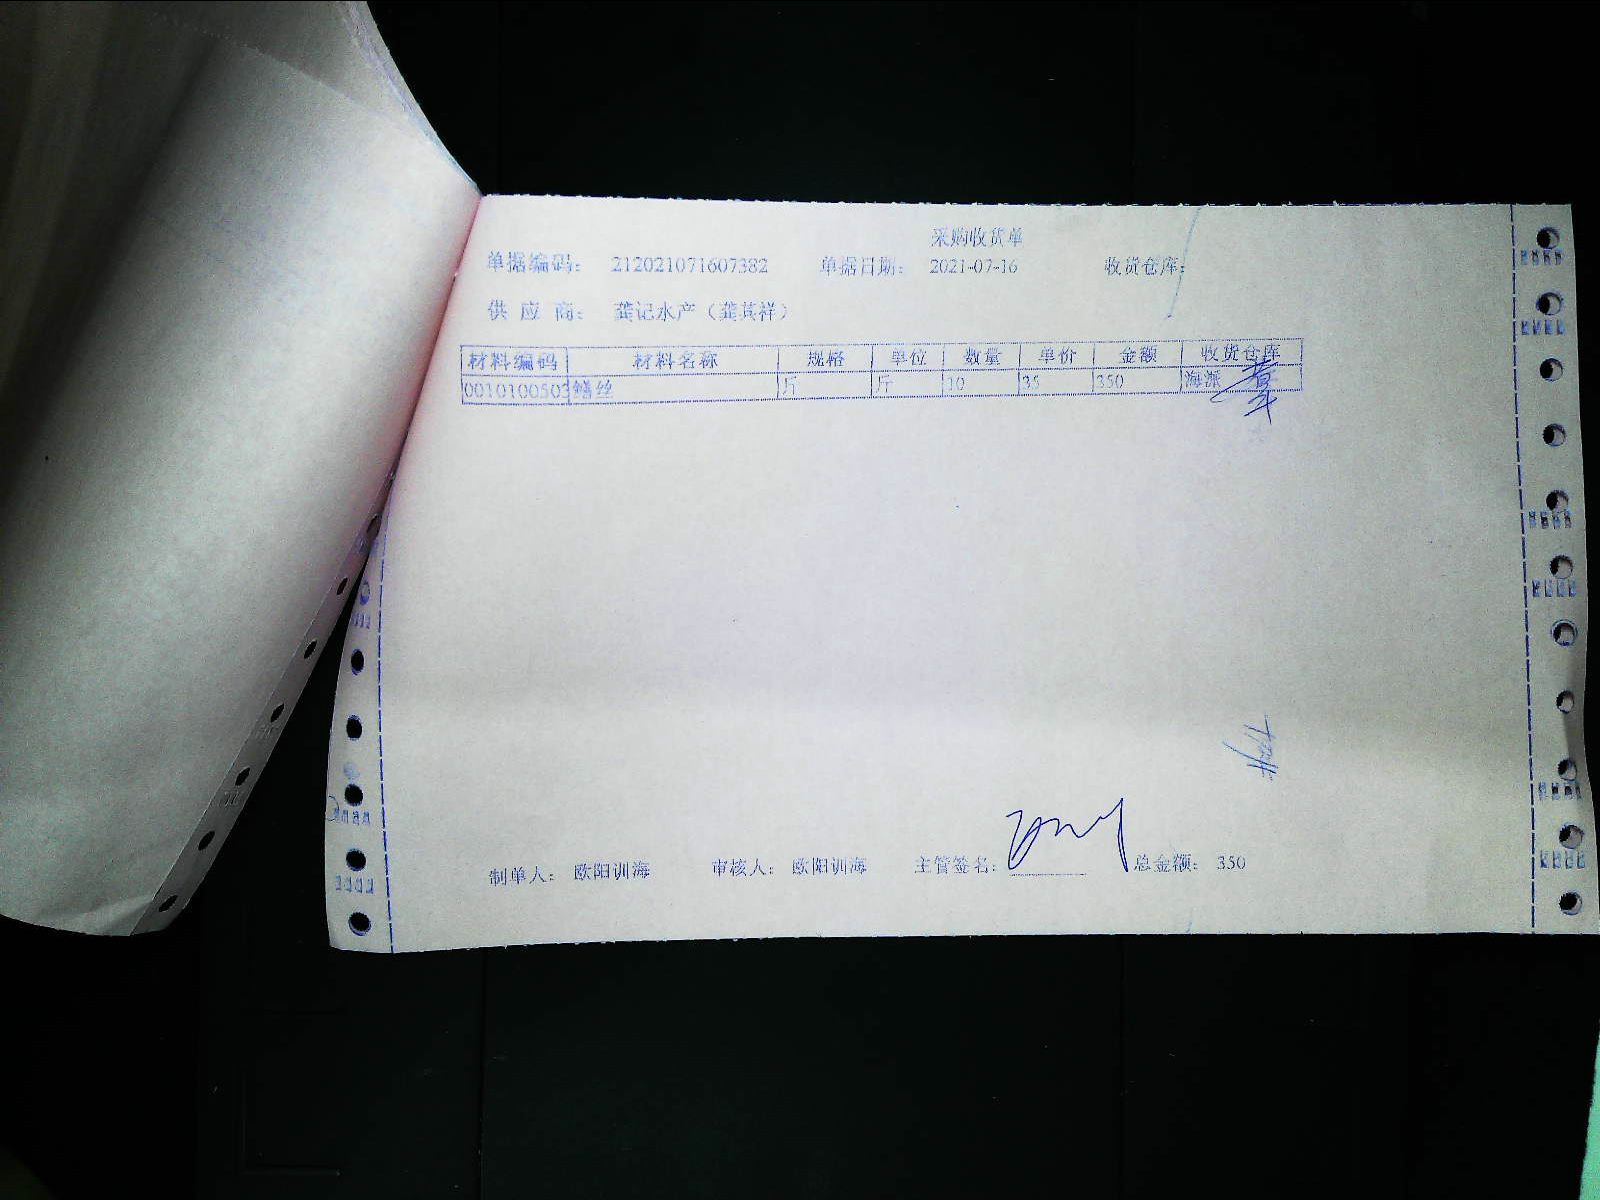 采购收货单
单据编码: 212021071607382 单据日期: 2021-07-16 收货仓库:
供 应 商: 龚记水产（龚其祥）
材料编码 材料名称 规格 单位 数量 单价 金额 收货仓库
0010100503 鳝丝 斤 斤 10 35 350 海派
制单人: 欧阳训海 审核人: 欧阳训海 主管签名: 总金额: 350